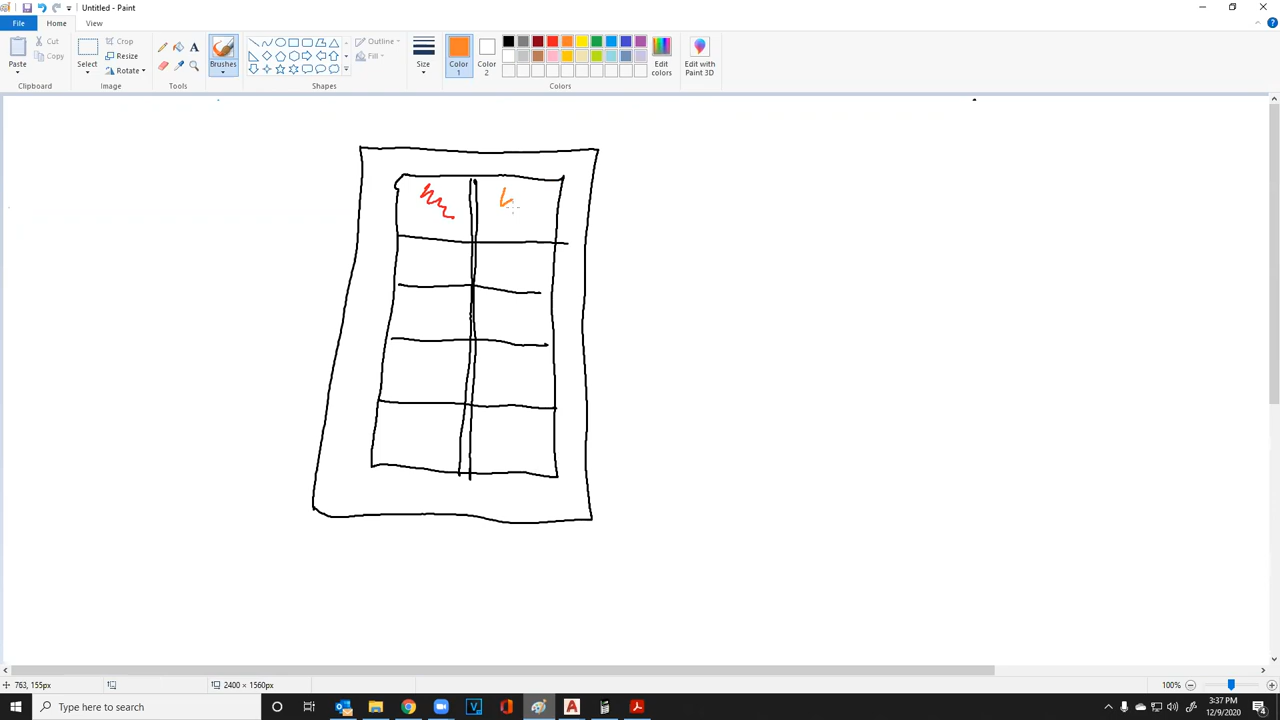 Untitled - Paint
File Home View
Paste
Cut
Copy
Clipboard
Select
Crop
Resize
Rotate
Image
A
Tools
Brushes
Shapes
Outline
Fill
Size
Color
1
Color
2
Edit
colors
Colors
Edit with
Paint 3D
763, 155px
2400 × 1560px
100%
Type here to search
3:37 PM
12/9/2020